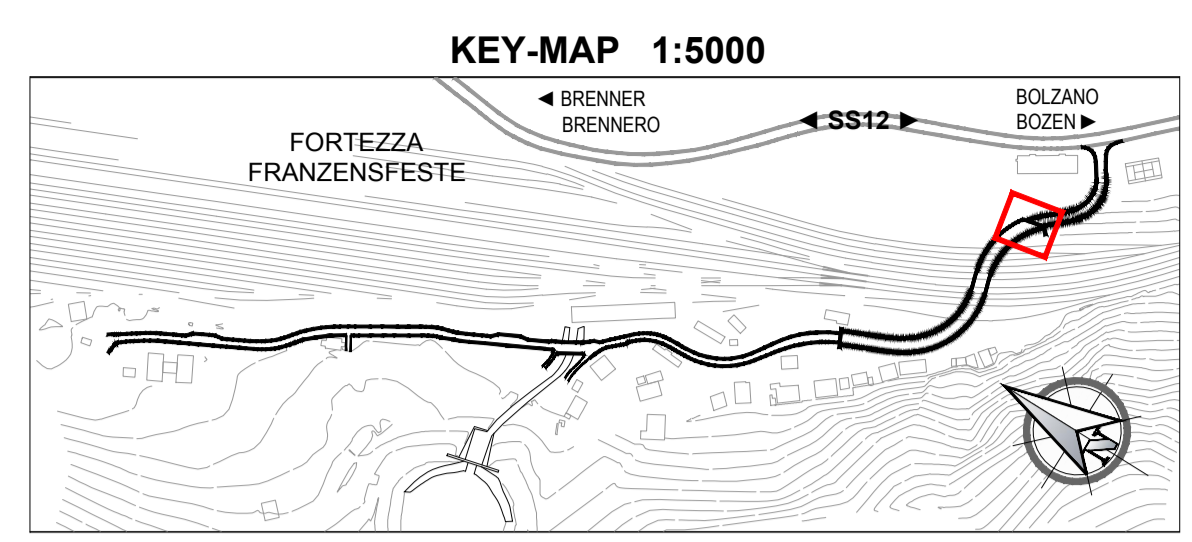 KEY-MAP 1:5000
◄ BRENNER
BRENNERO
◄ SS12 ►
BOLZANO
BOZEN ►
FORTEZZA
FRANZENSFESTE